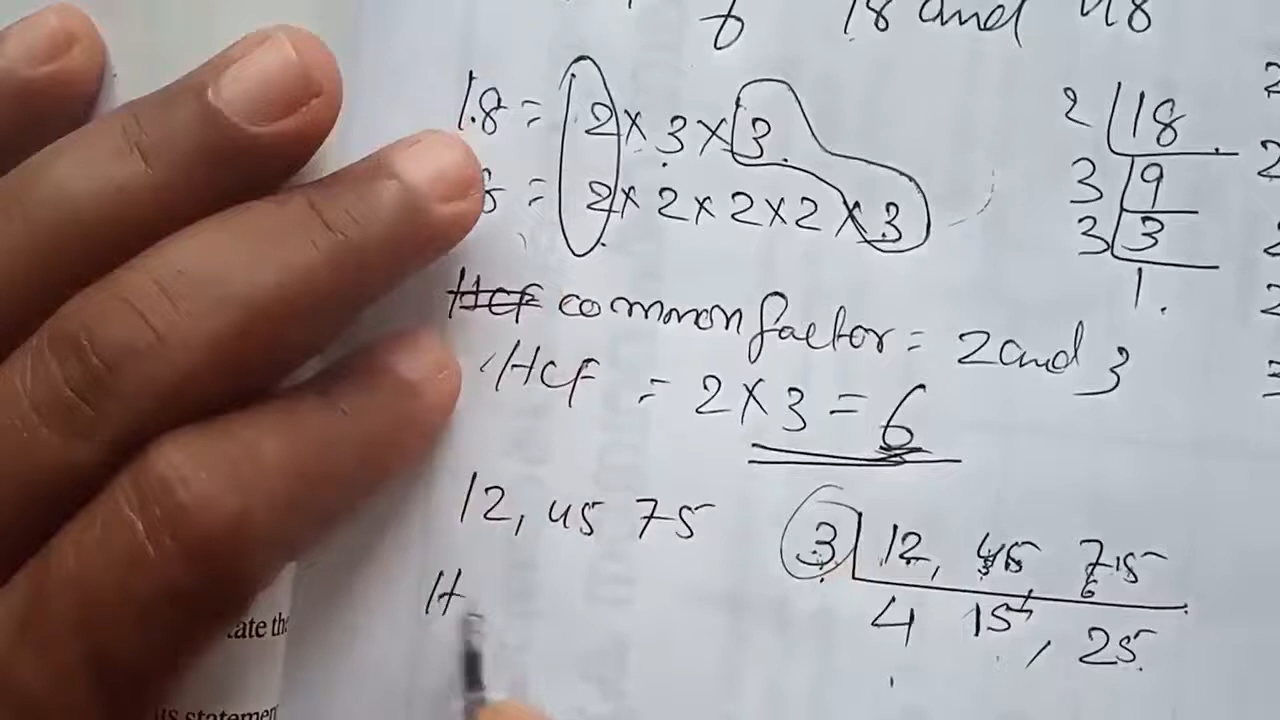 18 and 48
18 = 2 × 3 × 3
= 2 × 2 × 2 × 2 × 3
2 18
3 9
3 3
1.
HCF common factor = 2 and 3
HCF = 2 × 3 = 6
12, 45 75
3 12, 45, 75
4 15, 25
H
ate th
is statemen